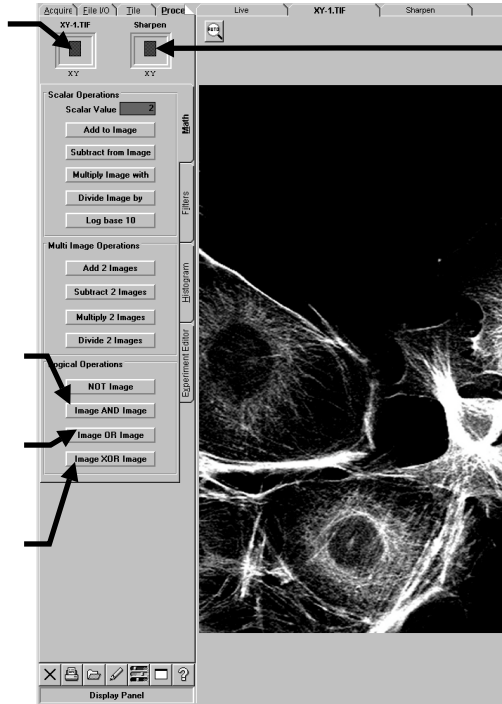 Acquire File I/O Tile Proce
Live XY-1.TIF Sharpen
XY-1.TIF Sharpen
AUTO
XY XY
Scalar Operations
Scalar Value 2
Add to Image
Subtract from Image
Multiply Image with
Divide Image by
Log base 10
Multi Image Operations
Add 2 Images
Subtract 2 Images
Multiply 2 Images
Divide 2 Images
ogical Operations
NOT Image
Image AND Image
Image OR Image
Image XOR Image
Math
Filters
Histogram
Experiment Editor
?
Display Panel